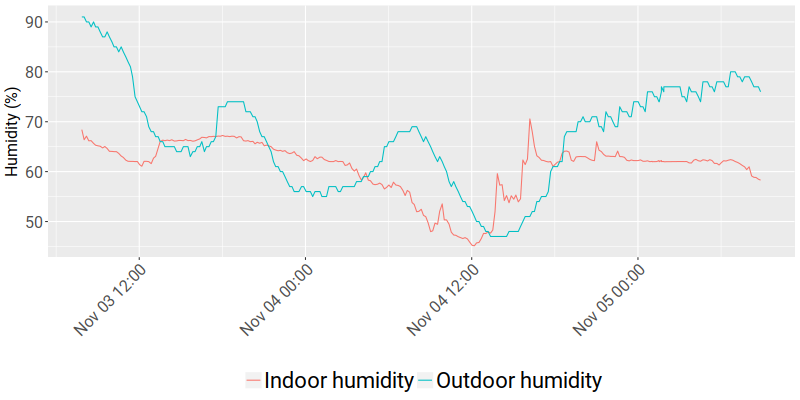 Humidity (%)
90
80
70
60
50
Nov 03 12:00
Nov 04 00:00
Nov 04 12:00
Nov 05 00:00
Indoor humidity Outdoor humidity